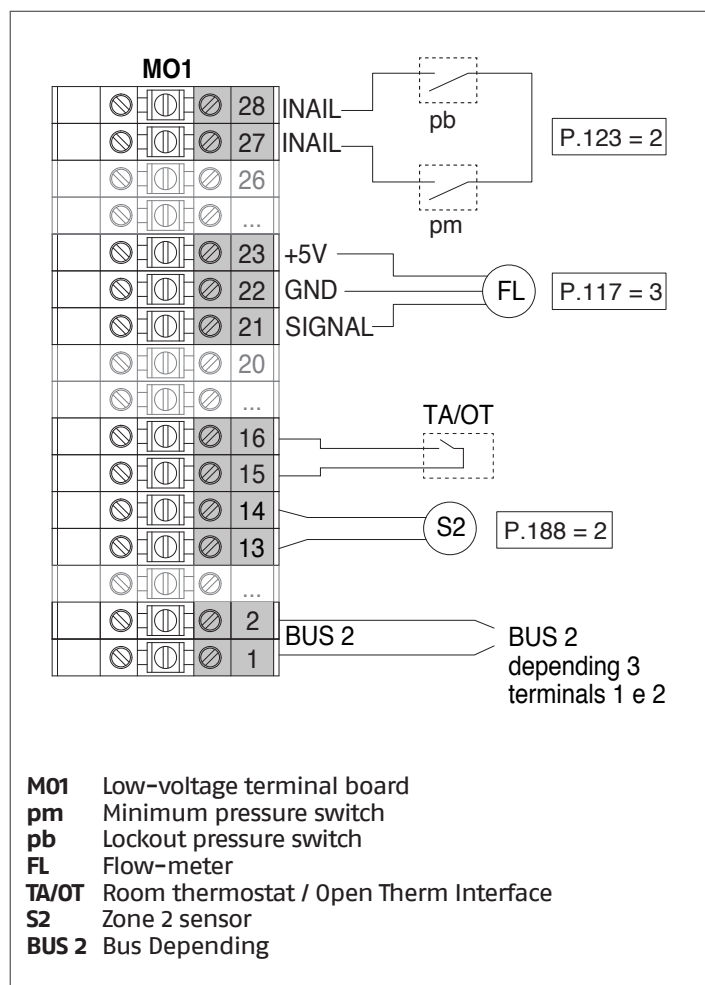 MO1
28 INAIL
pb
27 INAIL
P.123 = 2
26
pm
...
23 +5V
22 GND FL P.117 = 3
21 SIGNAL
20
...
TA/OT
16
15
14
S2 P.188 = 2
13
...
2
BUS 2 BUS 2
1 depending 3
terminals 1 e 2
M01 Low-voltage terminal board
pm Minimum pressure switch
pb Lockout pressure switch
FL Flow-meter
TA/OT Room thermostat / Open Therm Interface
S2 Zone 2 sensor
BUS 2 Bus Depending